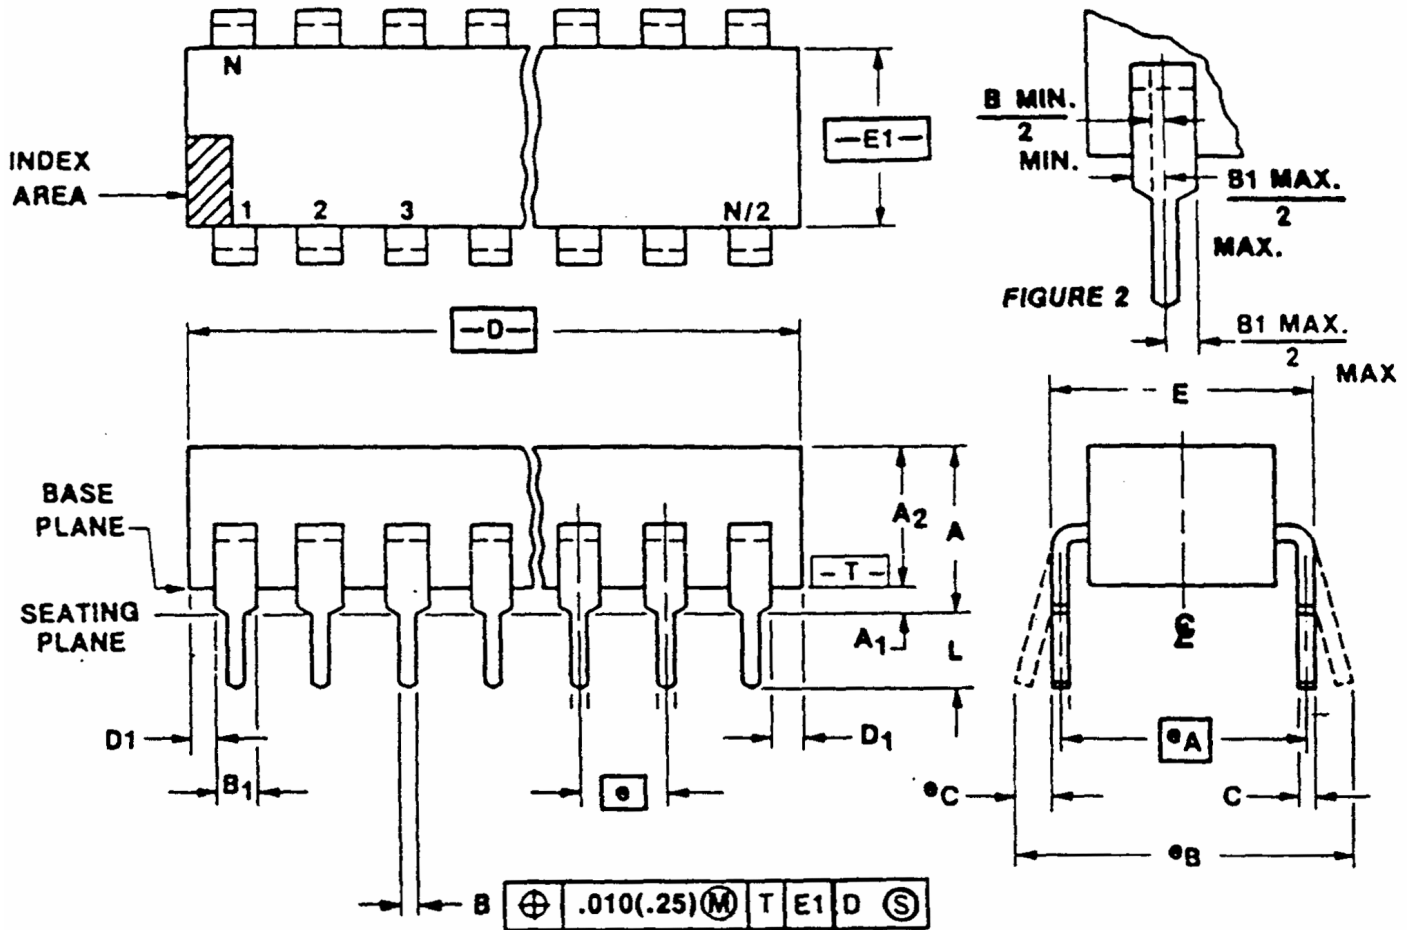 N
INDEX
AREA
1 2 3 N/2
—E1—
B MIN.
2
MIN.
B1 MAX.
2
MAX.
FIGURE 2
B1 MAX.
2
MAX
—D—
E
BASE
PLANE
A2
A
-T-
SEATING
PLANE
A1
L
℄
D1
D1
eA
B1
e
eC
C
eB
B
⌖ .010(.25)Ⓜ T E1 D Ⓢ